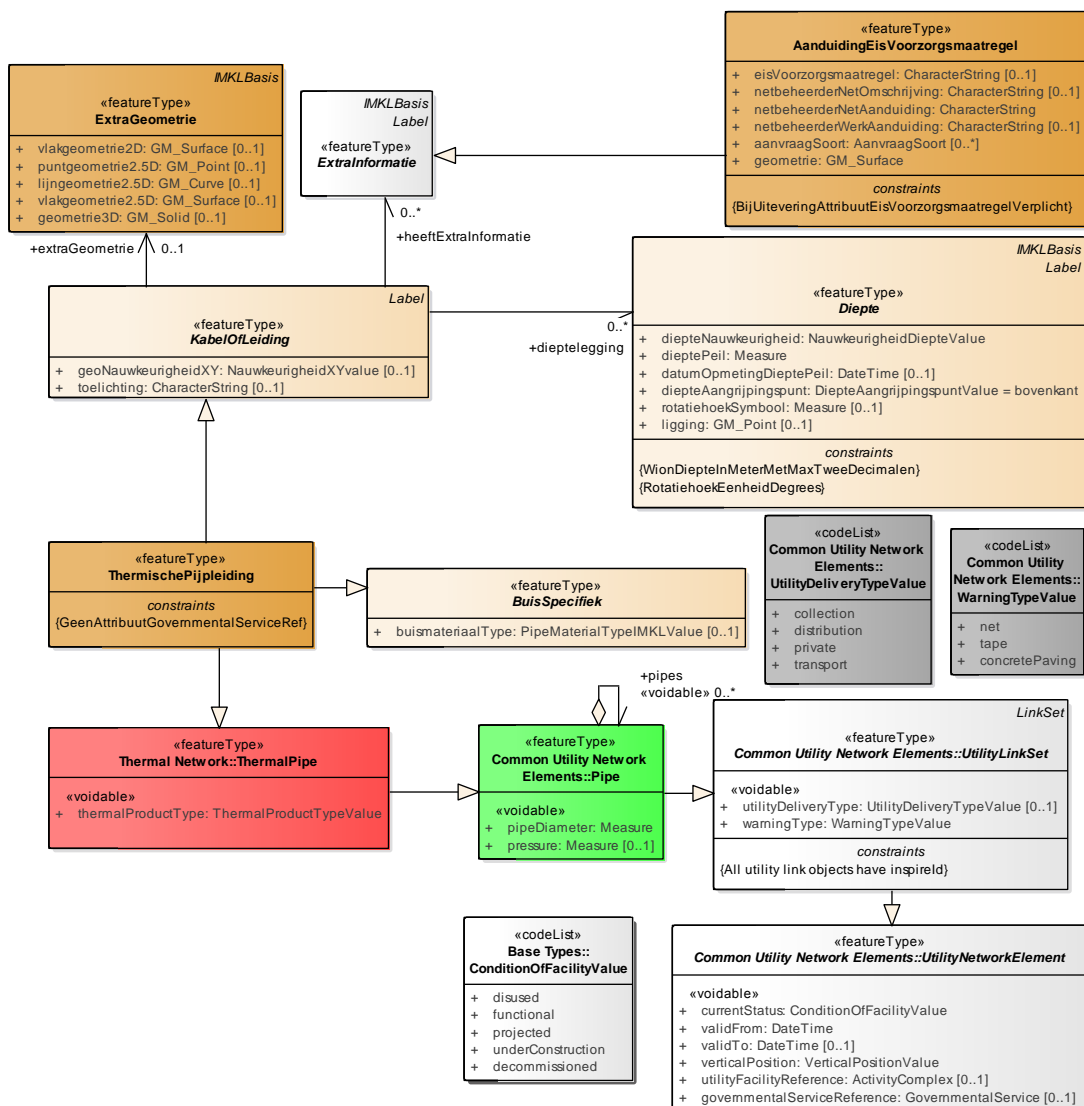 «featureType»
AanduidingEisVoorzorgsmaatregel
+ eisVoorzorgsmaatregel: CharacterString [0..1]
+ netbeheerderNetOmschrijving: CharacterString [0..1]
+ netbeheerderNetAanduiding: CharacterString
+ netbeheerderWerkAanduiding: CharacterString [0..1]
+ aanvraagSoort: AanvraagSoort [0..*]
+ geometrie: GM_Surface
constraints
{BijUiteveringAttribuutEisVoorzorgsmaatregelVerplicht}
IMKLBasis
«featureType»
ExtraGeometrie
+ vlakgeometrie2D: GM_Surface [0..1]
+ puntgeometrie2.5D: GM_Point [0..1]
+ lijngeometrie2.5D: GM_Curve [0..1]
+ vlakgeometrie2.5D: GM_Surface [0..1]
+ geometrie3D: GM_Solid [0..1]
IMKLBasis
Label
«featureType»
ExtraInformatie
+extraGeometrie 0..1
0..*
+heeftExtraInformatie
Label
«featureType»
KabelOfLeiding
+ geoNauwkeurigheidXY: NauwkeurigheidXYvalue [0..1]
+ toelichting: CharacterString [0..1]
0..*
+dieptelegging
IMKLBasis
Label
«featureType»
Diepte
+ diepteNauwkeurigheid: NauwkeurigheidDiepteValue
+ dieptePeil: Measure
+ datumOpmetingDieptePeil: DateTime [0..1]
+ diepteAangrijpingspunt: DiepteAangrijpingspuntValue = bovenkant
+ rotatiehoekSymbool: Measure [0..1]
+ ligging: GM_Point [0..1]
constraints
{WionDiepteInMeterMetMaxTweeDecimalen}
{RotatiehoekEenheidDegrees}
«featureType»
ThermischePijpleiding
constraints
{GeenAttribuutGovernmentalServiceRef}
«featureType»
BuisSpecifiek
+ buismateriaalType: PipeMaterialTypeIMKLValue [0..1]
«codeList»
Common Utility Network
Elements::
UtilityDeliveryTypeValue
+ collection
+ distribution
+ private
+ transport
«codeList»
Common Utility
Network Elements::
WarningTypeValue
+ net
+ tape
+ concretePaving
+pipes
«voidable» 0..*
«featureType»
Thermal Network::ThermalPipe
«voidable»
+ thermalProductType: ThermalProductTypeValue
«featureType»
Common Utility Network
Elements::Pipe
«voidable»
+ pipeDiameter: Measure
+ pressure: Measure [0..1]
LinkSet
«featureType»
Common Utility Network Elements::UtilityLinkSet
«voidable»
+ utilityDeliveryType: UtilityDeliveryTypeValue [0..1]
+ warningType: WarningTypeValue
constraints
{All utility link objects have inspireId}
«codeList»
Base Types::
ConditionOfFacilityValue
+ disused
+ functional
+ projected
+ underConstruction
+ decommissioned
«featureType»
Common Utility Network Elements::UtilityNetworkElement
«voidable»
+ currentStatus: ConditionOfFacilityValue
+ validFrom: DateTime
+ validTo: DateTime [0..1]
+ verticalPosition: VerticalPositionValue
+ utilityFacilityReference: ActivityComplex [0..1]
+ governmentalServiceReference: GovernmentalService [0..1]